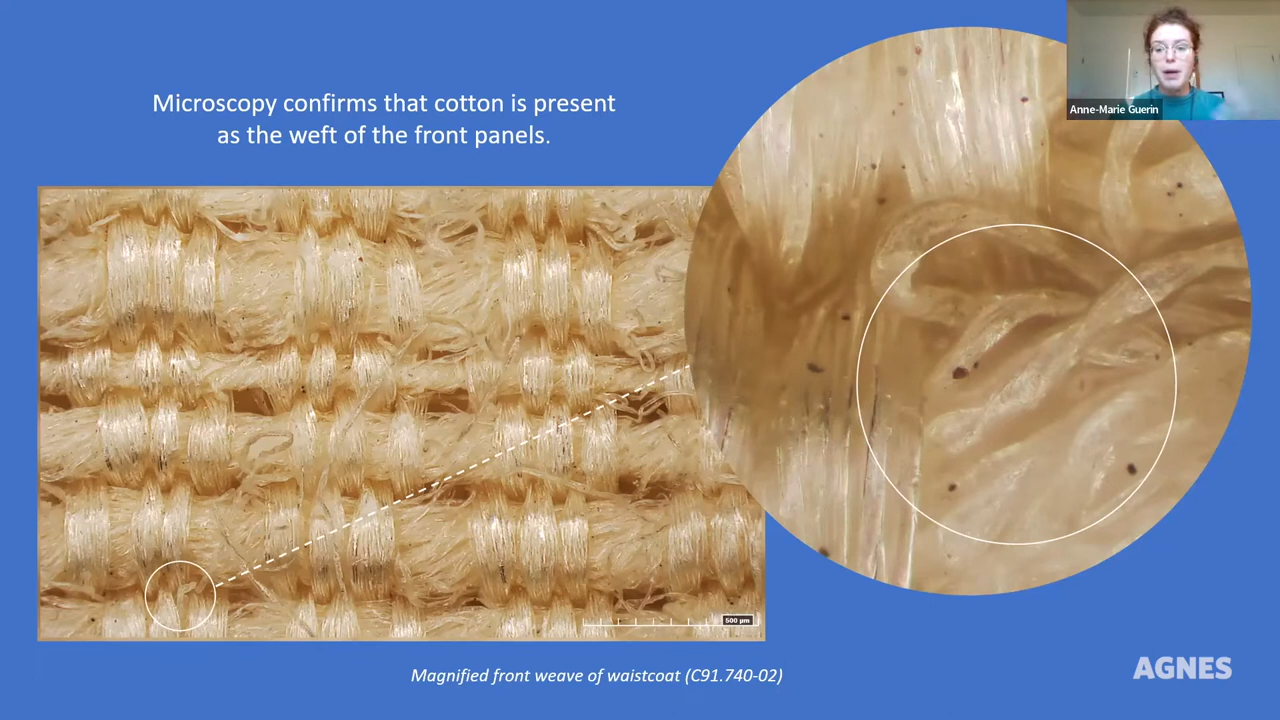 Microscopy confirms that cotton is present
as the weft of the front panels.
Anne-Marie Guerin
500 µm
Magnified front weave of waistcoat (C91.740-02)
AGNES